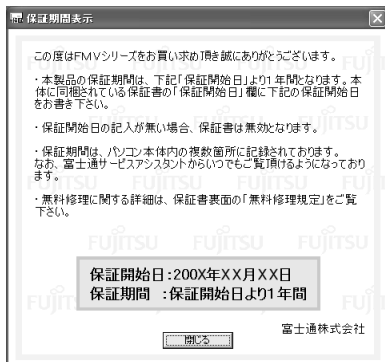 保証期間表示
この度はFMVシリーズをお買い求め頂き誠にありがとうございます。
・本製品の保証期間は、下記「保証開始日」より1年間となります。本
体に同梱されている保証書の「保証開始日」欄に下記の保証開始日
をお書き下さい。
・保証開始日の記入が無い場合、保証書は無効となります。
・保証期間は、パソコン本体内の複数箇所に記録されております。
なお、富士通サービスアシスタントからいつでもご覧頂けるようになっており
ます。
・無料修理に関する詳細は、保証書裏面の「無料修理規定」をご覧
下さい。
FUJITSU FUJITSU FUJ
保証開始日:200X年XX月XX日
保証期間 :保証開始日より1年間
富士通株式会社
閉じる